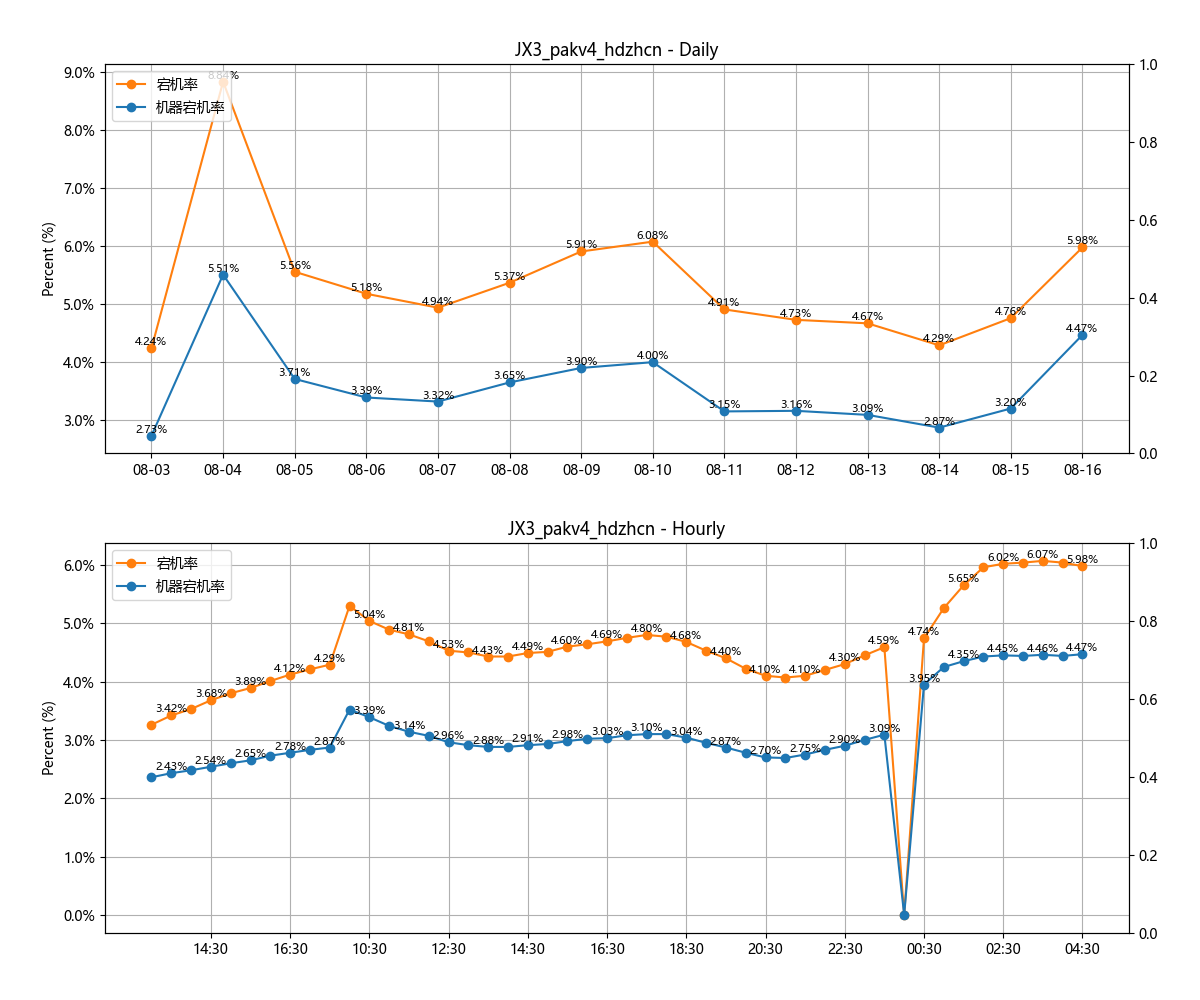 JX3_pakv4_hdzhcn - Daily
宕机率
机器宕机率
Percent (%)
9.0%
8.0%
7.0%
6.0%
5.0%
4.0%
3.0%
1.0
0.8
0.6
0.4
0.2
0.0
4.24% 8.84% 5.56% 5.18% 4.94% 5.37% 5.91% 6.08% 4.91% 4.73% 4.67% 4.29% 4.76% 5.98%
2.73% 5.51% 3.71% 3.39% 3.32% 3.65% 3.90% 4.00% 3.15% 3.16% 3.09% 2.87% 3.20% 4.47%
08-03 08-04 08-05 08-06 08-07 08-08 08-09 08-10 08-11 08-12 08-13 08-14 08-15 08-16
JX3_pakv4_hdzhcn - Hourly
宕机率
机器宕机率
Percent (%)
6.0%
5.0%
4.0%
3.0%
2.0%
1.0%
0.0%
1.0
0.8
0.6
0.4
0.2
0.0
3.42% 3.68% 3.89% 4.12% 4.29% 5.04% 4.81% 4.53% 4.43% 4.49% 4.60% 4.69% 4.80% 4.68% 4.40% 4.10% 4.10% 4.30% 4.59% 4.74% 5.65% 6.02% 6.07% 5.98%
2.43% 2.54% 2.65% 2.78% 2.87% 3.39% 3.14% 2.96% 2.88% 2.91% 2.98% 3.03% 3.10% 3.04% 2.87% 2.70% 2.75% 2.90% 3.09% 3.95% 4.35% 4.45% 4.46% 4.47%
14:30 16:30 10:30 12:30 14:30 16:30 18:30 20:30 22:30 00:30 02:30 04:30